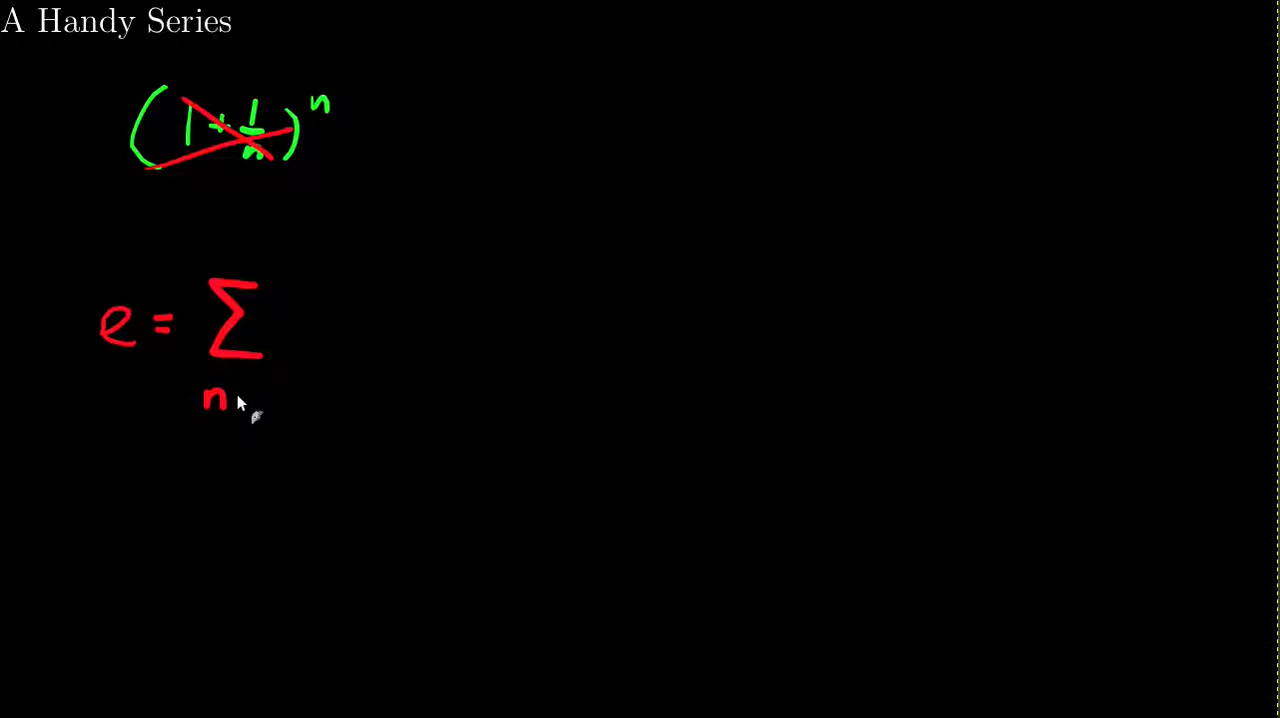 A Handy Series
(1 + 1/n)^n
e = Σ
n